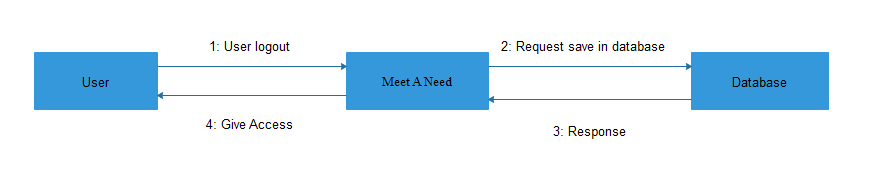 1: User logout
2: Request save in database
User
Meet A Need
Database
4: Give Access
3: Response